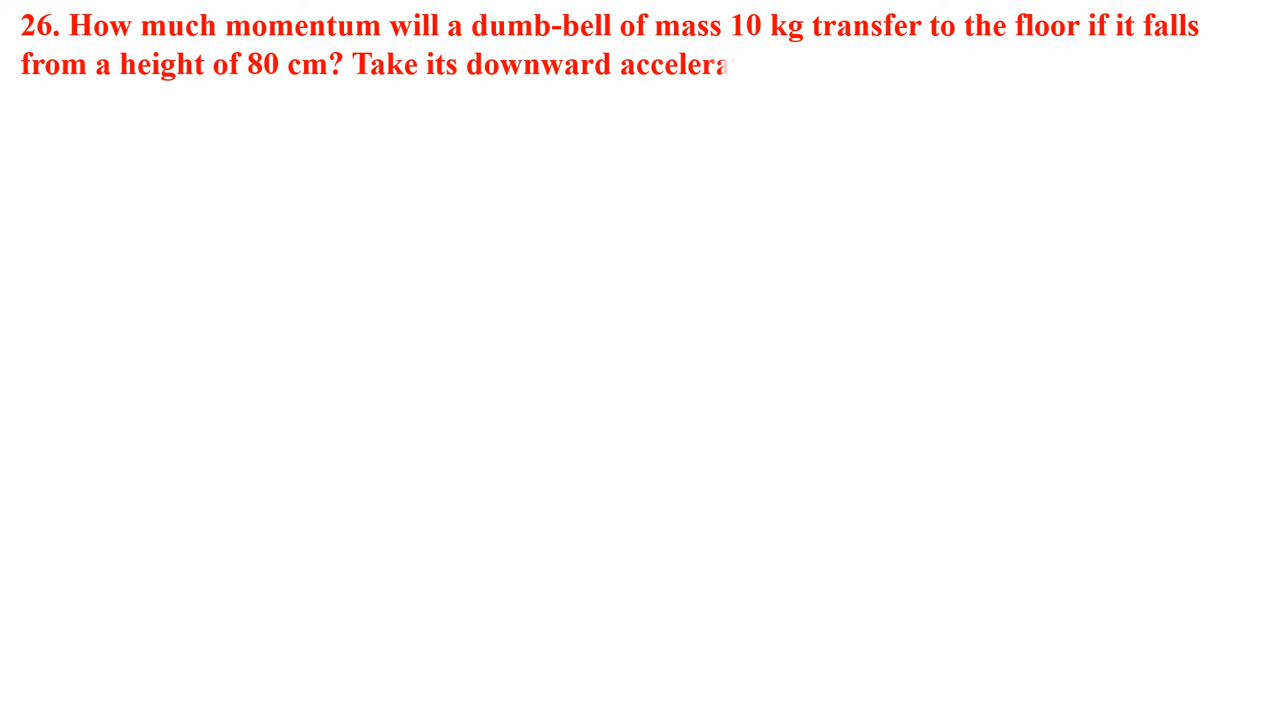 26. How much momentum will a dumb-bell of mass 10 kg transfer to the floor if it falls
from a height of 80 cm? Take its downward accelera